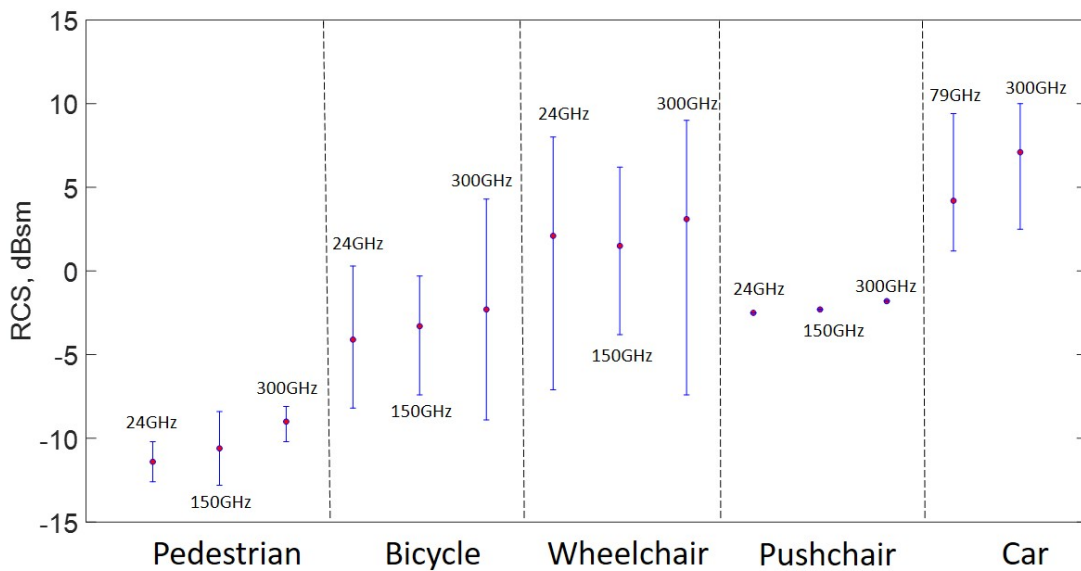 15
10
5
0
-5
-10
-15
RCS, dBsm
24GHz
150GHz
300GHz
24GHz
150GHz
300GHz
24GHz
150GHz
300GHz
24GHz
150GHz
300GHz
79GHz
300GHz
Pedestrian
Bicycle
Wheelchair
Pushchair
Car